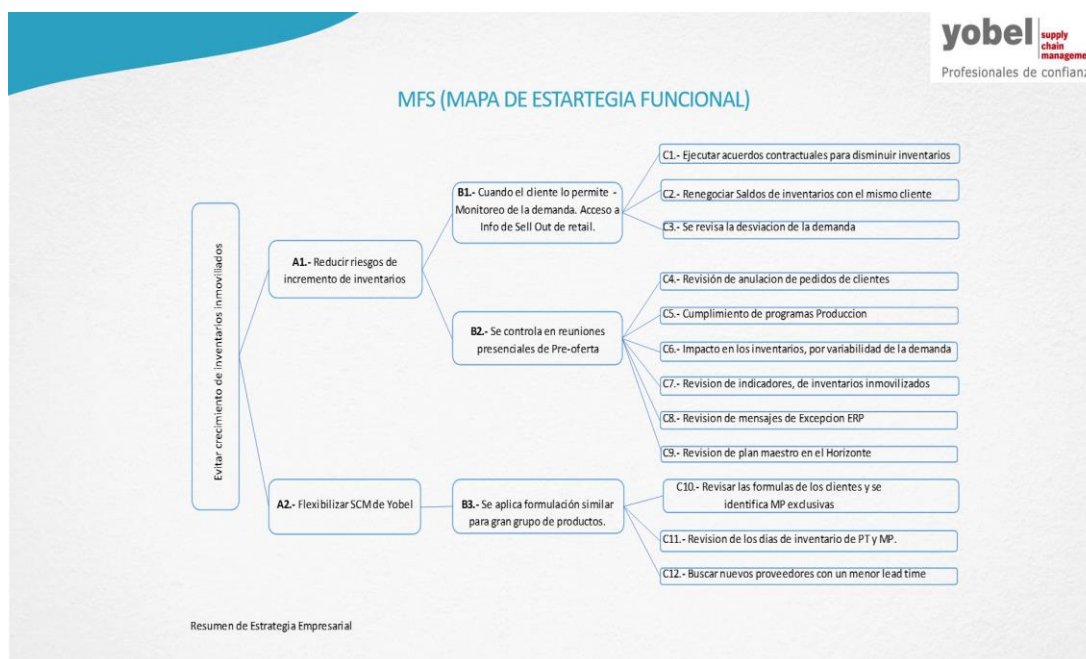 yobel
supply
chain
manageme
Profesionales de confianz
MFS (MAPA DE ESTARTEGIA FUNCIONAL)
Evitar crecimiento de inventarios inmoviliados
A1.- Reducir riesgos de
incremento de inventarios
A2.- Flexibilizar SCM de Yobel
B1.- Cuando el cliente lo permite -
Monitoreo de la demanda. Acceso a
Info de Sell Out de retail.
B2.- Se controla en reuniones
presenciales de Pre-oferta
B3.- Se aplica formulación similar
para gran grupo de productos.
C1.- Ejecutar acuerdos contractuales para disminuir inventarios
C2.- Renegociar Saldos de inventarios con el mismo cliente
C3.- Se revisa la desviacion de la demanda
C4.- Revisión de anulacion de pedidos de clientes
C5.- Cumplimiento de programas Produccion
C6.- Impacto en los inventarios, por variabilidad de la demanda
C7.- Revision de indicadores, de inventarios inmovilizados
C8.- Revision de mensajes de Excepcion ERP
C9.- Revision de plan maestro en el Horizonte
C10.- Revisar las formulas de los clientes y se
identifica MP exclusivas
C11.- Revision de los dias de inventario de PT y MP.
C12.- Buscar nuevos proveedores con un menor lead time
Resumen de Estrategia Empresarial